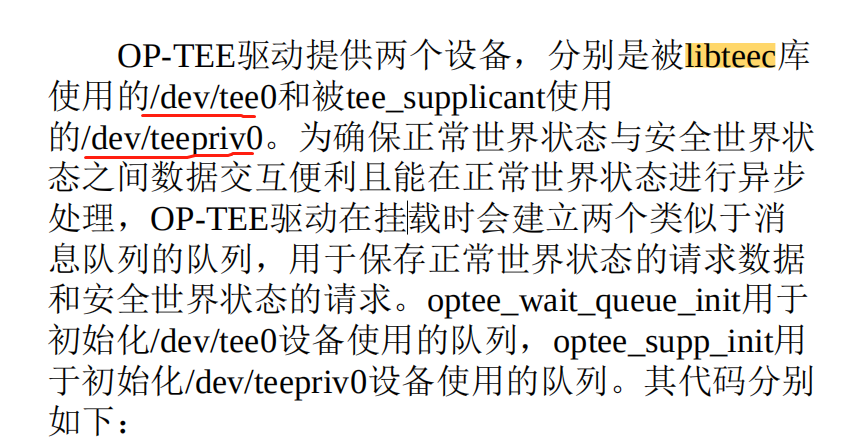 OP-TEE驱动提供两个设备，分别是被libteec库
使用的/dev/tee0和被tee_supplicant使用
的/dev/teepriv0。为确保正常世界状态与安全世界状
态之间数据交互便利且能在正常世界状态进行异步
处理，OP-TEE驱动在挂载时会建立两个类似于消
息队列的队列，用于保存正常世界状态的请求数据
和安全世界状态的请求。optee_wait_queue_init用于
初始化/dev/tee0设备使用的队列，optee_supp_init用
于初始化/dev/teepriv0设备使用的队列。其代码分别
如下：